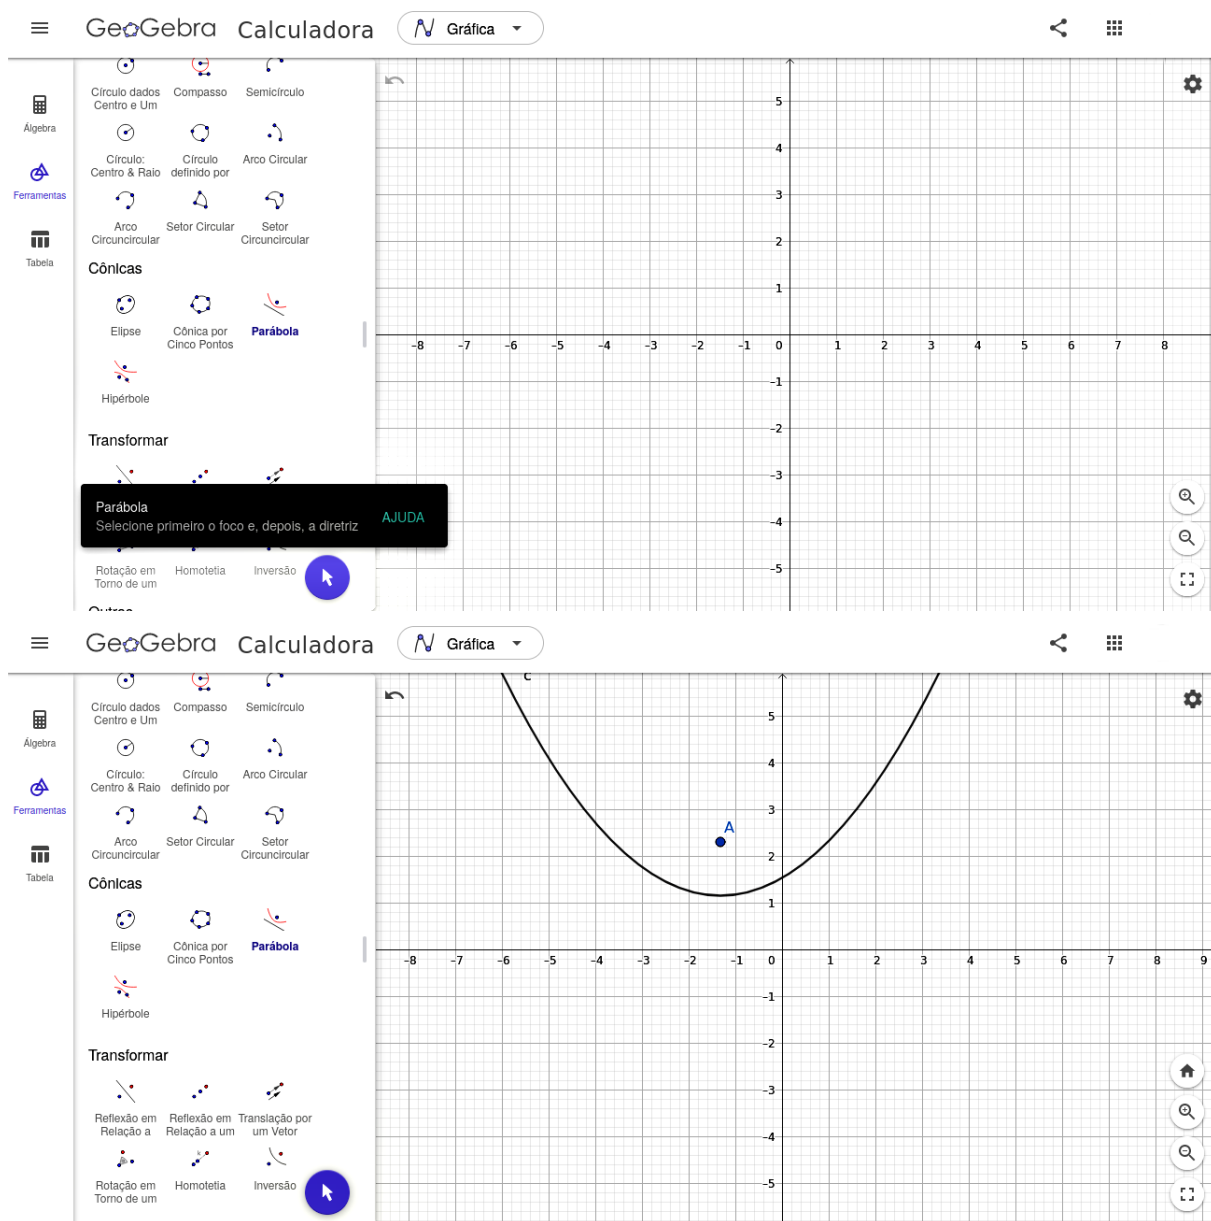 GeoGebra Calculadora Gráfica
Círculo dados Centro e Um
Compasso
Semicírculo
Álgebra
Círculo: Centro & Raio
Círculo definido por
Arco Circular
Ferramentas
Arco Circuncircular
Setor Circular
Setor Circuncircular
Tabela
Cônicas
Elipse
Cônica por Cinco Pontos
Parábola
Hipérbole
Transformar
Parábola
Selecione primeiro o foco e, depois, a diretriz
AJUDA
Rotação em Torno de um
Homotetia
Inversão
Outros
5
4
3
2
1
-8 -7 -6 -5 -4 -3 -2 -1 0 1 2 3 4 5 6 7 8
-1
-2
-3
-4
-5
GeoGebra Calculadora Gráfica
Círculo dados Centro e Um
Compasso
Semicírculo
Álgebra
Círculo: Centro & Raio
Círculo definido por
Arco Circular
Ferramentas
Arco Circuncircular
Setor Circular
Setor Circuncircular
Tabela
Cônicas
Elipse
Cônica por Cinco Pontos
Parábola
Hipérbole
Transformar
Reflexão em Relação a
Reflexão em Relação a um
Translação por um Vetor
Rotação em Torno de um
Homotetia
Inversão
c
5
4
3
A
2
1
-8 -7 -6 -5 -4 -3 -2 -1 0 1 2 3 4 5 6 7 8 9
-1
-2
-3
-4
-5